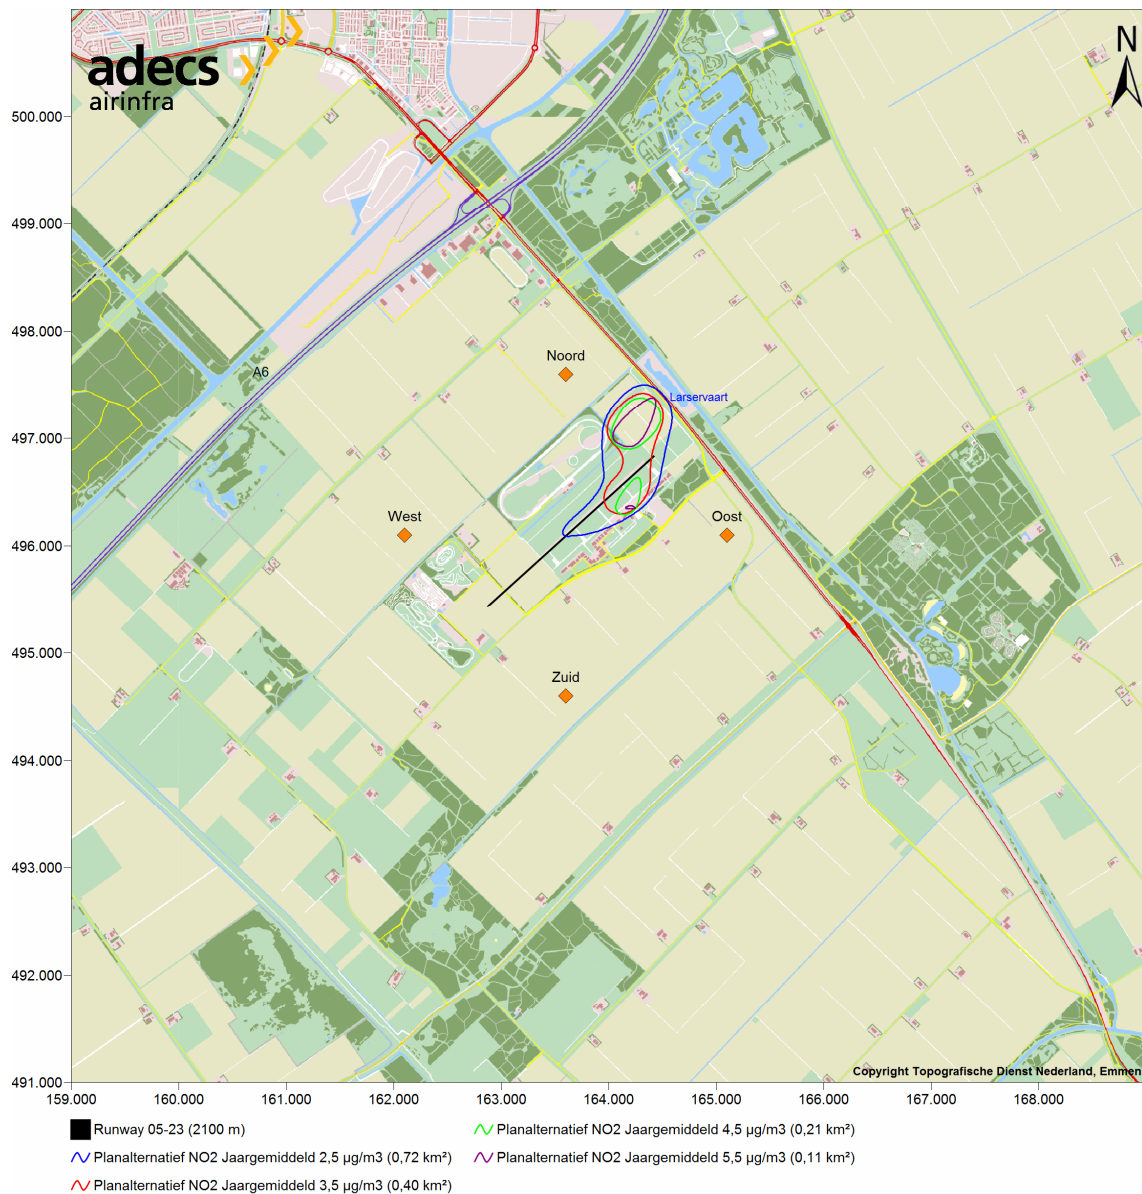 adecs
airinfra
N
500.000
499.000
498.000
Noord
A6
Larservaart
497.000
West
Oost
496.000
495.000
Zuid
494.000
493.000
492.000
Copyright Topografische Dienst Nederland, Emmen
491.000
159.000 160.000 161.000 162.000 163.000 164.000 165.000 166.000 167.000 168.000
Runway 05-23 (2100 m)
Planalternatief NO2 Jaargemiddeld 4,5 µg/m3 (0,21 km²)
Planalternatief NO2 Jaargemiddeld 2,5 µg/m3 (0,72 km²)
Planalternatief NO2 Jaargemiddeld 5,5 µg/m3 (0,11 km²)
Planalternatief NO2 Jaargemiddeld 3,5 µg/m3 (0,40 km²)